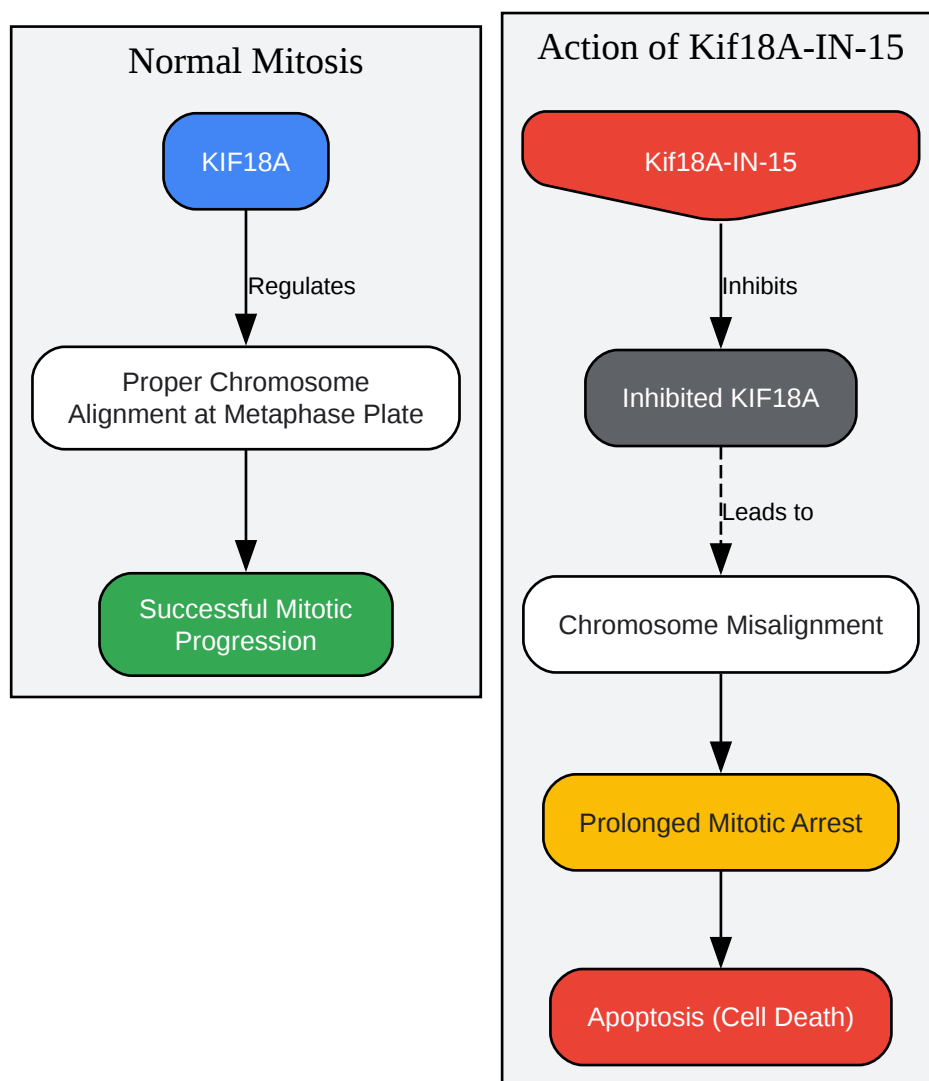 Normal Mitosis
KIF18A
Regulates
Proper Chromosome
Alignment at Metaphase Plate
Successful Mitotic
Progression
Action of Kif18A-IN-15
Kif18A-IN-15
Inhibits
Inhibited KIF18A
Leads to
Chromosome Misalignment
Prolonged Mitotic Arrest
Apoptosis (Cell Death)